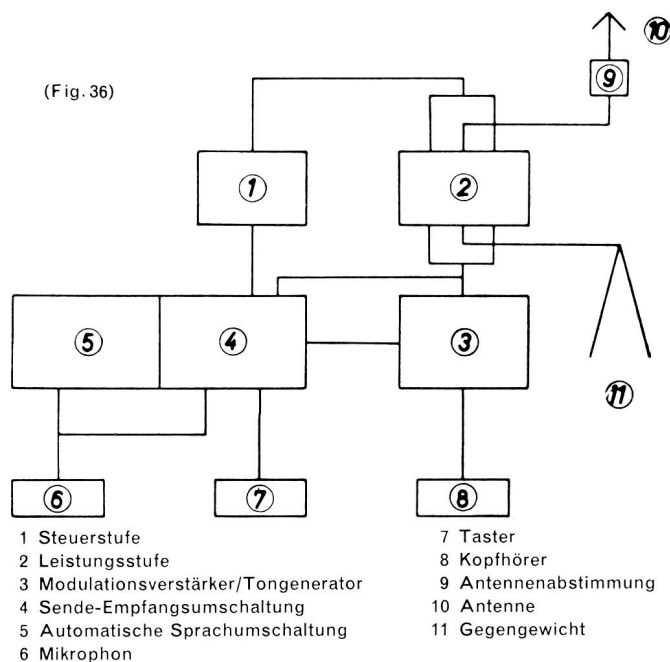 (Fig. 36)
10
9
1
2
5
4
3
11
6
7
8
1 Steuerstufe
2 Leistungsstufe
3 Modulationsverstärker/Tongenerator
4 Sende-Empfangsumschaltung
5 Automatische Sprachumschaltung
6 Mikrophon
7 Taster
8 Kopfhörer
9 Antennenabstimmung
10 Antenne
11 Gegengewicht